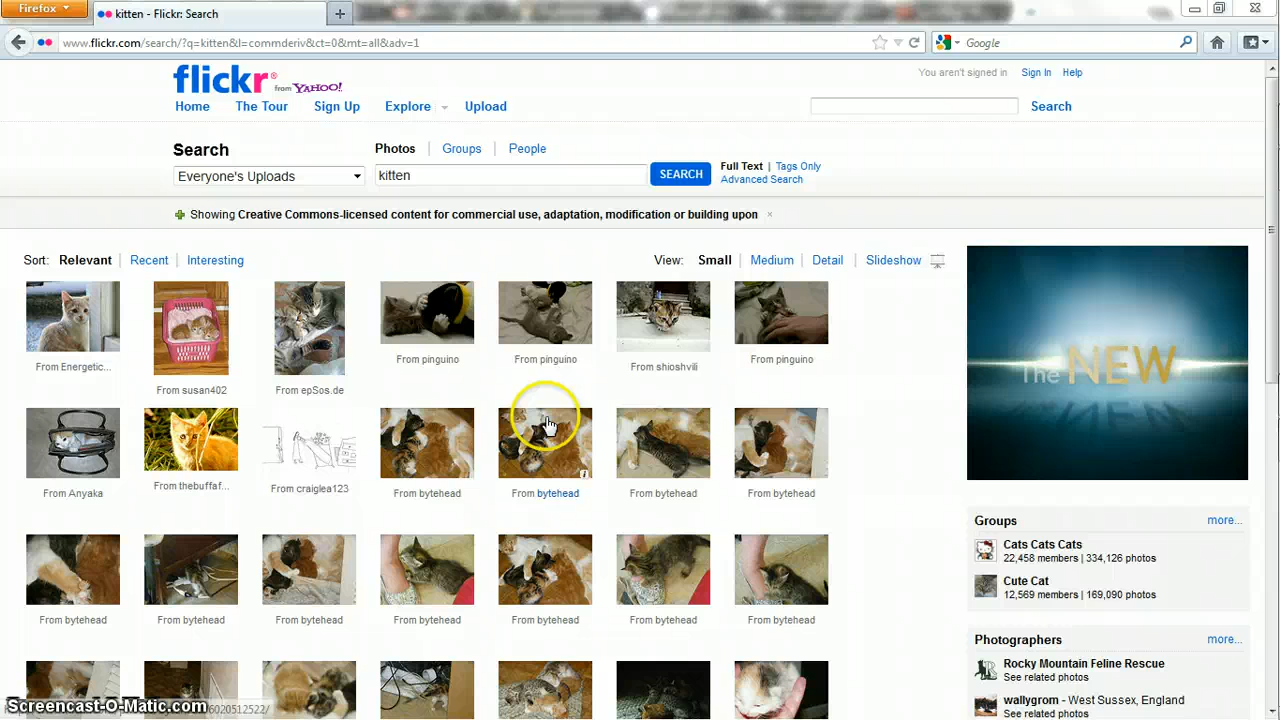 Firefox
kitten - Flickr: Search
www.flickr.com/search/?q=kitten&l=commderiv&ct=0&mt=all&adv=1
Google
flickr® from YAHOO!
You aren't signed in Sign In Help
Home The Tour Sign Up Explore Upload
Search
Search
Photos Groups People
Everyone's Uploads
kitten
SEARCH
Full Text | Tags Only
Advanced Search
Showing Creative Commons-licensed content for commercial use, adaptation, modification or building upon ×
Sort: Relevant Recent Interesting
View: Small Medium Detail Slideshow
The NEW
From Energetic...
From susan402
From epSos.de
From pinguino
From pinguino
From shioshvili
From pinguino
From Anyaka
From thebuffaf...
From craiglea123
From bytehead
From bytehead
From bytehead
From bytehead
From bytehead
From bytehead
From bytehead
From bytehead
From bytehead
From bytehead
From bytehead
Groups more...
Cats Cats Cats
22,458 members | 334,126 photos
Cute Cat
12,569 members | 169,090 photos
Photographers more...
Rocky Mountain Feline Rescue
See related photos
wallygrom - West Sussex, England
See related photos
Screencast-O-Matic.com